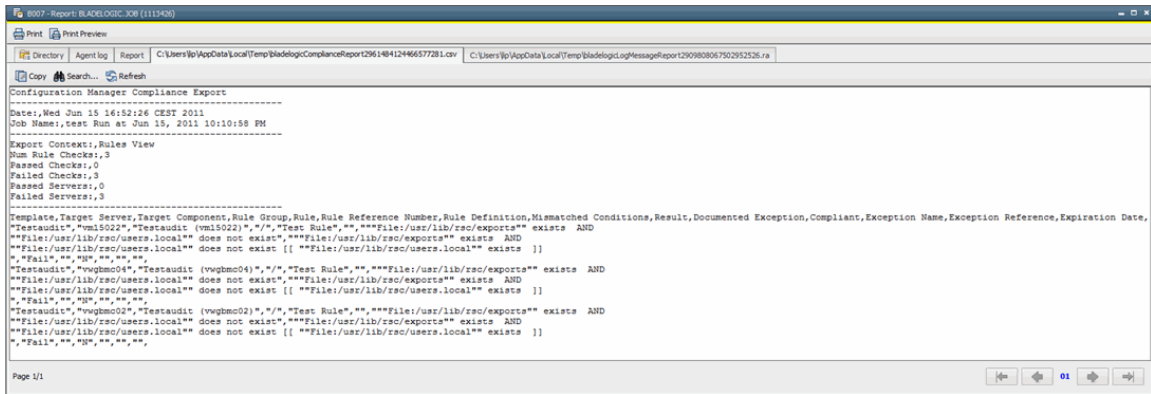 B007 - Report: BLADELOGIC.JOB (1113426)
Print Print Preview
Directory Agent log Report C:\Users\lip\AppData\Local\Temp\bladelogicComplianceReport2961484124466577281.csv C:\Users\lip\AppData\Local\Temp\bladelogicLogMessageReport2909808067502952526.ra
Copy Search... Refresh
Configuration Manager Compliance Export
--------------------------------------------------
Date:,Wed Jun 15 16:52:26 CEST 2011
Job Name:,test Run at Jun 15, 2011 10:10:58 PM
--------------------------------------------------
Export Context:,Rules View
Num Rule Checks:,3
Passed Checks:,0
Failed Checks:,3
Passed Servers:,0
Failed Servers:,3
--------------------------------------------------
Template,Target Server,Target Component,Rule Group,Rule,Rule Reference Number,Rule Definition,Mismatched Conditions,Result,Documented Exception,Compliant,Exception Name,Exception Reference,Expiration Date,
"Testaudit","vm15022","Testaudit (vm15022)","/","Test Rule","","""File:/usr/lib/rsc/exports"" exists  AND
""File:/usr/lib/rsc/users.local"" does not exist","""File:/usr/lib/rsc/exports"" exists  AND
""File:/usr/lib/rsc/users.local"" does not exist [[ ""File:/usr/lib/rsc/users.local"" exists  ]]
","Fail","","N","","","",
"Testaudit","vwgbmc04","Testaudit (vwgbmc04)","/","Test Rule","","""File:/usr/lib/rsc/exports"" exists  AND
""File:/usr/lib/rsc/users.local"" does not exist","""File:/usr/lib/rsc/exports"" exists  AND
""File:/usr/lib/rsc/users.local"" does not exist [[ ""File:/usr/lib/rsc/users.local"" exists  ]]
","Fail","","N","","","",
"Testaudit","vwgbmc02","Testaudit (vwgbmc02)","/","Test Rule","","""File:/usr/lib/rsc/exports"" exists  AND
""File:/usr/lib/rsc/users.local"" does not exist","""File:/usr/lib/rsc/exports"" exists  AND
""File:/usr/lib/rsc/users.local"" does not exist [[ ""File:/usr/lib/rsc/users.local"" exists  ]]
","Fail","","N","","","",
Page 1/1 01